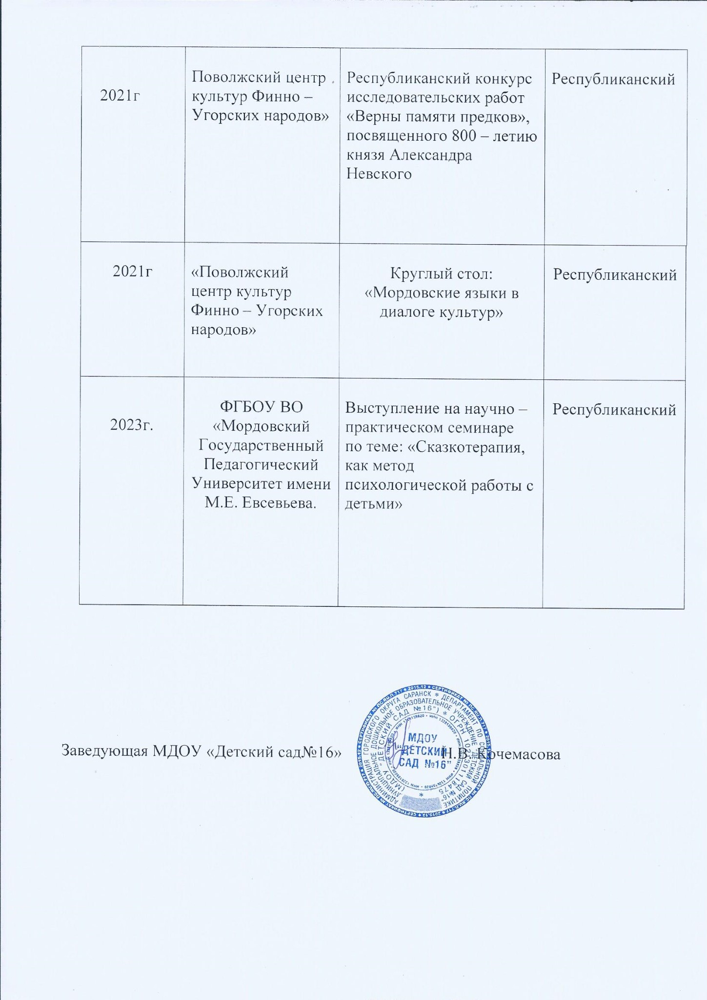 2021г
Поволжский центр
культур Финно –
Угорских народов»
Республиканский конкурс
исследовательских работ
«Верны памяти предков»,
посвященного 800 – летию
князя Александра
Невского
Республиканский
2021г
«Поволжский
центр культур
Финно – Угорских
народов»
Круглый стол:
«Мордовские языки в
диалоге культур»
Республиканский
2023г.
ФГБОУ ВО
«Мордовский
Государственный
Педагогический
Университет имени
М.Е. Евсевьева.
Выступление на научно –
практическом семинаре
по теме: «Сказкотерапия,
как метод
психологической работы с
детьми»
Республиканский
Заведующая МДОУ «Детский сад№16»
Н.В. Кочемасова
АДМИНИСТРАЦИЯ ГОРОДСКОГО ОКРУГА САРАНСК * ДЕПАРТАМЕНТ ПО СОЦИАЛЬНОЙ ПОЛИТИКЕ
МУНИЦИПАЛЬНОЕ ДОШКОЛЬНОЕ ОБРАЗОВАТЕЛЬНОЕ УЧРЕЖДЕНИЕ "ДЕТСКИЙ САД №16"
(МДОУ "ДЕТСКИЙ САД №16") * ОГРН
МДОУ
"ДЕТСКИЙ
САД №16"